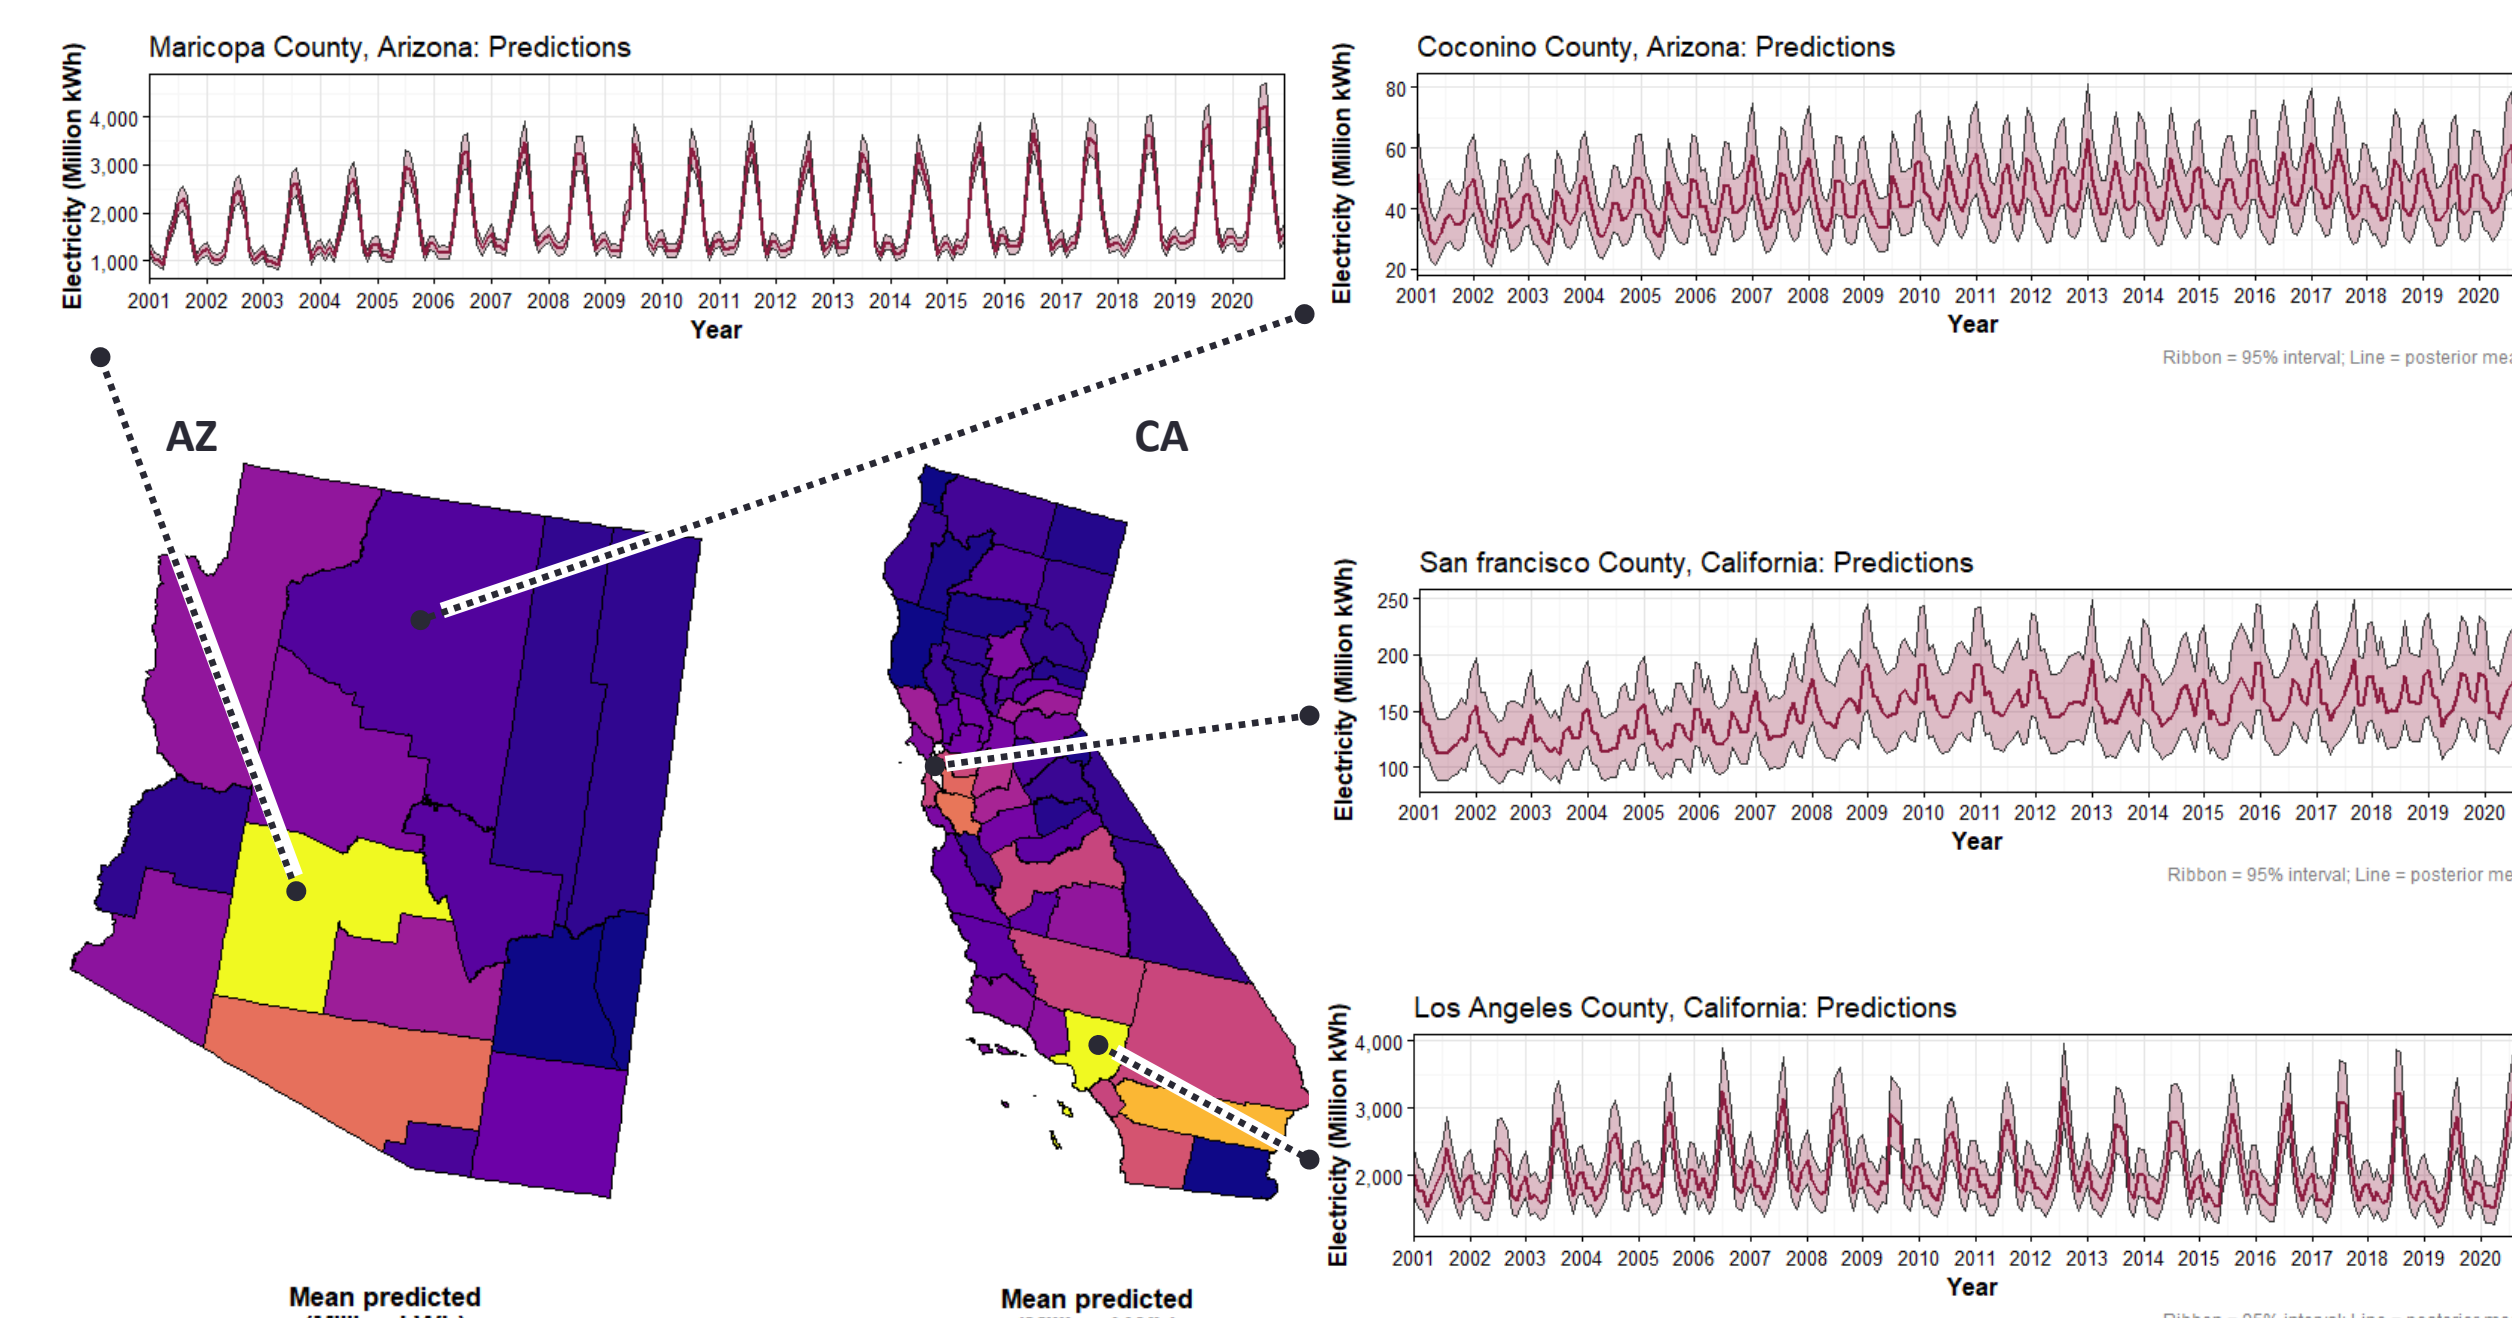 Maricopa County, Arizona: Predictions
Electricity (Million kWh)
4,000
3,000
2,000
1,000
2001 2002 2003 2004 2005 2006 2007 2008 2009 2010 2011 2012 2013 2014 2015 2016 2017 2018 2019 2020
Year
Coconino County, Arizona: Predictions
Electricity (Million kWh)
80
60
40
20
2001 2002 2003 2004 2005 2006 2007 2008 2009 2010 2011 2012 2013 2014 2015 2016 2017 2018 2019 2020
Year
Ribbon = 95% interval; Line = posterior mea
AZ
CA
San francisco County, California: Predictions
Electricity (Million kWh)
250
200
150
100
2001 2002 2003 2004 2005 2006 2007 2008 2009 2010 2011 2012 2013 2014 2015 2016 2017 2018 2019 2020
Year
Ribbon = 95% interval; Line = posterior me
Los Angeles County, California: Predictions
Electricity (Million kWh)
4,000
3,000
2,000
2001 2002 2003 2004 2005 2006 2007 2008 2009 2010 2011 2012 2013 2014 2015 2016 2017 2018 2019 2020
Year
Mean predicted
Mean predicted